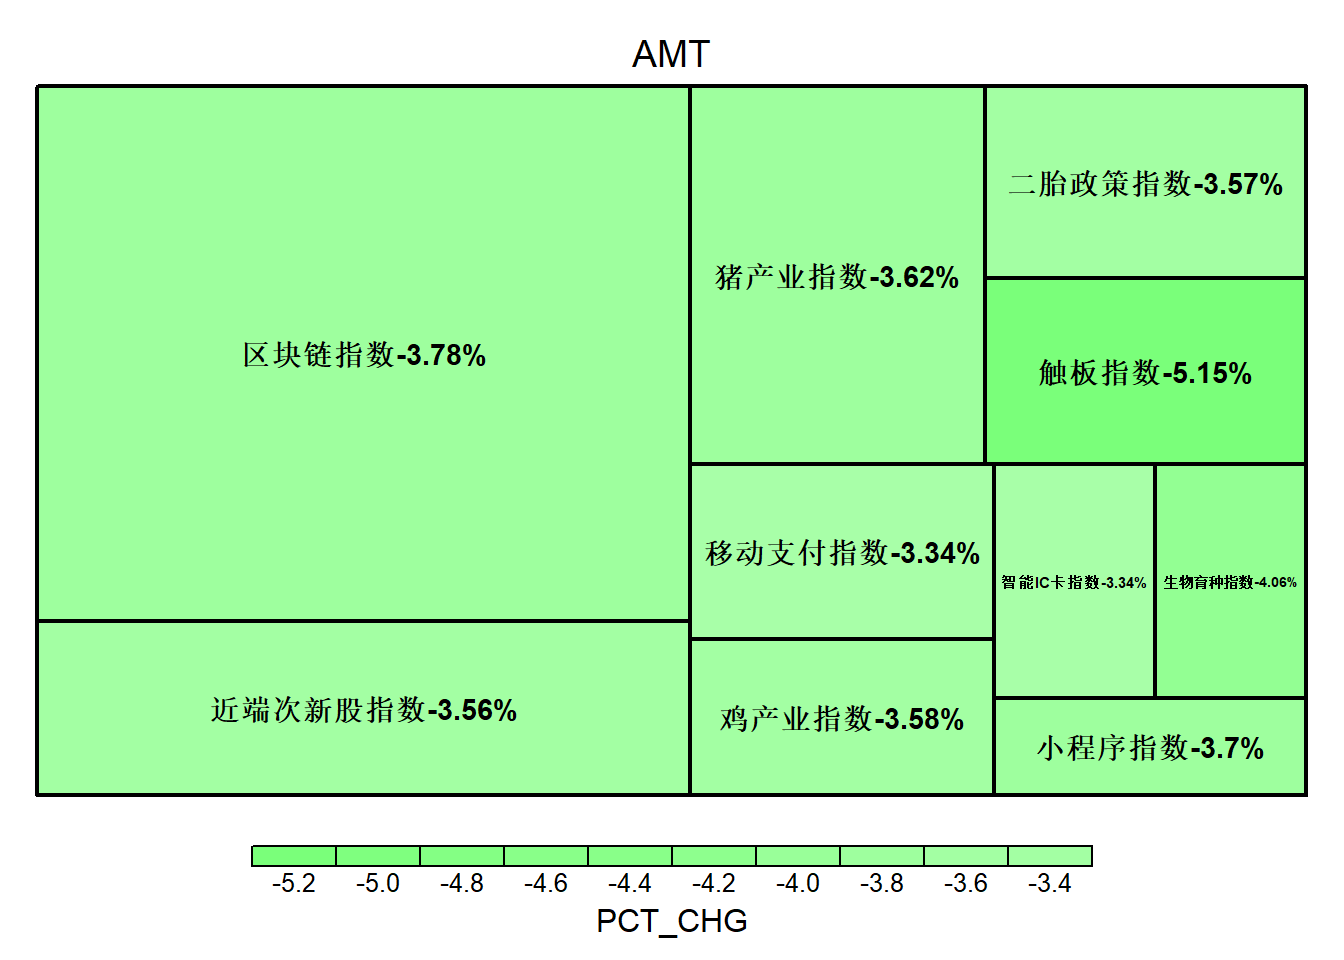 AMT
区块链指数-3.78%
近端次新股指数-3.56%
猪产业指数-3.62%
二胎政策指数-3.57%
触板指数-5.15%
移动支付指数-3.34%
鸡产业指数-3.58%
智能IC卡指数-3.34%
生物育种指数-4.06%
小程序指数-3.7%
-5.2 -5.0 -4.8 -4.6 -4.4 -4.2 -4.0 -3.8 -3.6 -3.4
PCT_CHG